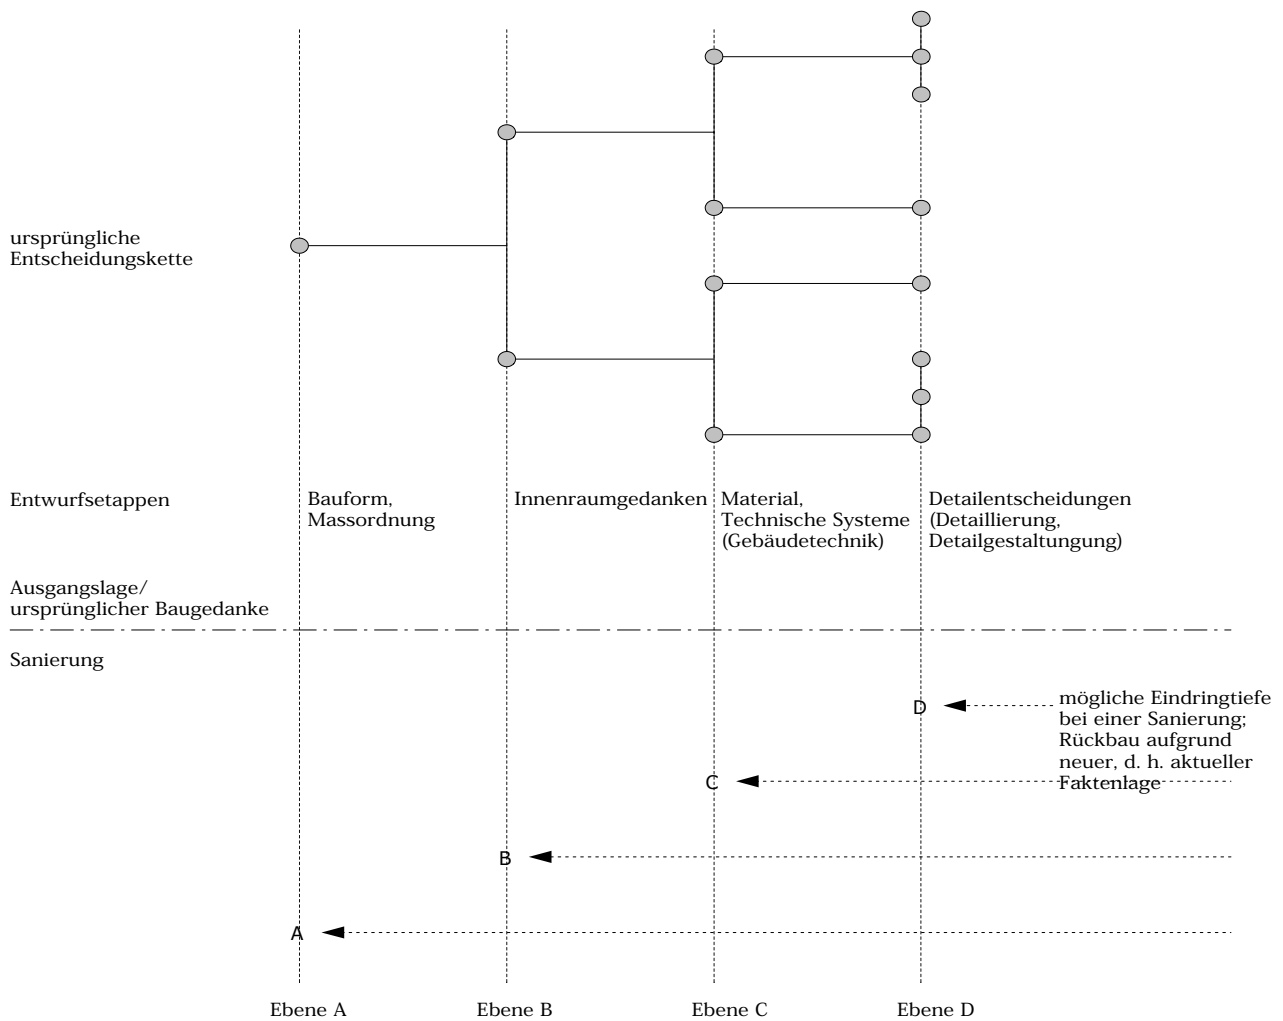 ursprüngliche
Entscheidungskette
Entwurfsetappen
Bauform,
Massordnung
Innenraumgedanken
Material,
Technische Systeme
(Gebäudetechnik)
Detailentscheidungen
(Detaillierung,
Detailgestaltungung)
Ausgangslage/
ursprünglicher Baugedanke
Sanierung
D
mögliche Eindringtiefe
bei einer Sanierung;
Rückbau aufgrund
neuer, d. h. aktueller
Faktenlage
C
B
A
Ebene A
Ebene B
Ebene C
Ebene D